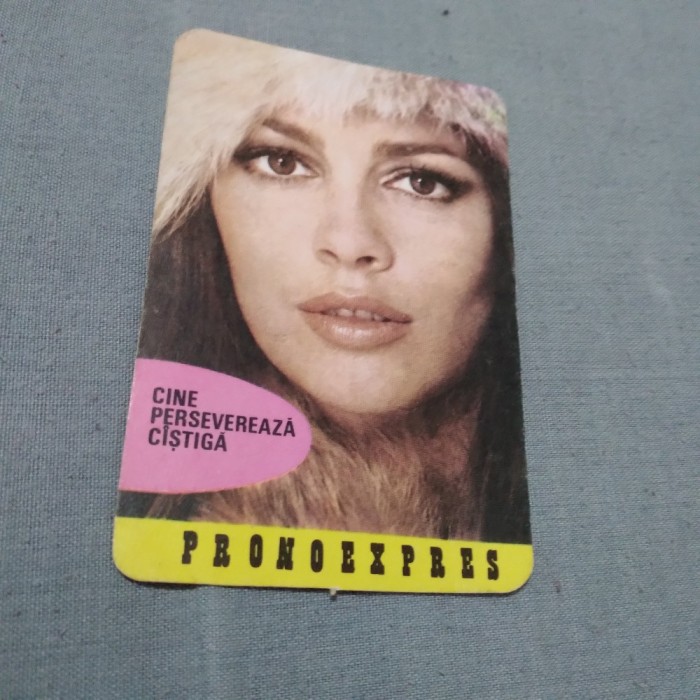 CINE
PERSEVEREAZĂ
CÎȘTIGĂ
PRONOEXPRES